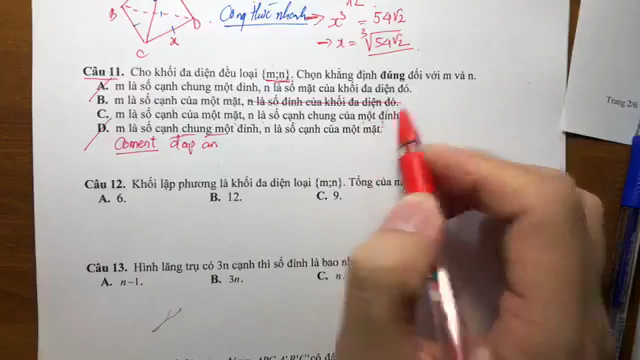 B
C
x
Công thức nhanh → x³ = 54√2
→ x = ∛54√2
Câu 11. Cho khối đa diện đều loại {m;n}. Chọn khẳng định đúng đối với m và n.
A. m là số cạnh chung một đỉnh, n là số mặt của khối đa diện đó.
B. m là số cạnh của một mặt, n là số đỉnh của khối đa diện đó.
C. m là số cạnh của một mặt, n là số cạnh chung của một đỉnh
D. m là số cạnh chung một đỉnh, n là số cạnh của một mặt.
Coment đáp án
Trang 2/6
Câu 12. Khối lập phương là khối đa diện loại {m;n}. Tổng của
A. 6. B. 12. C. 9.
Câu 13. Hình lăng trụ có 3n cạnh thì số đỉnh là bao
A. n−1. B. 3n. C. n.